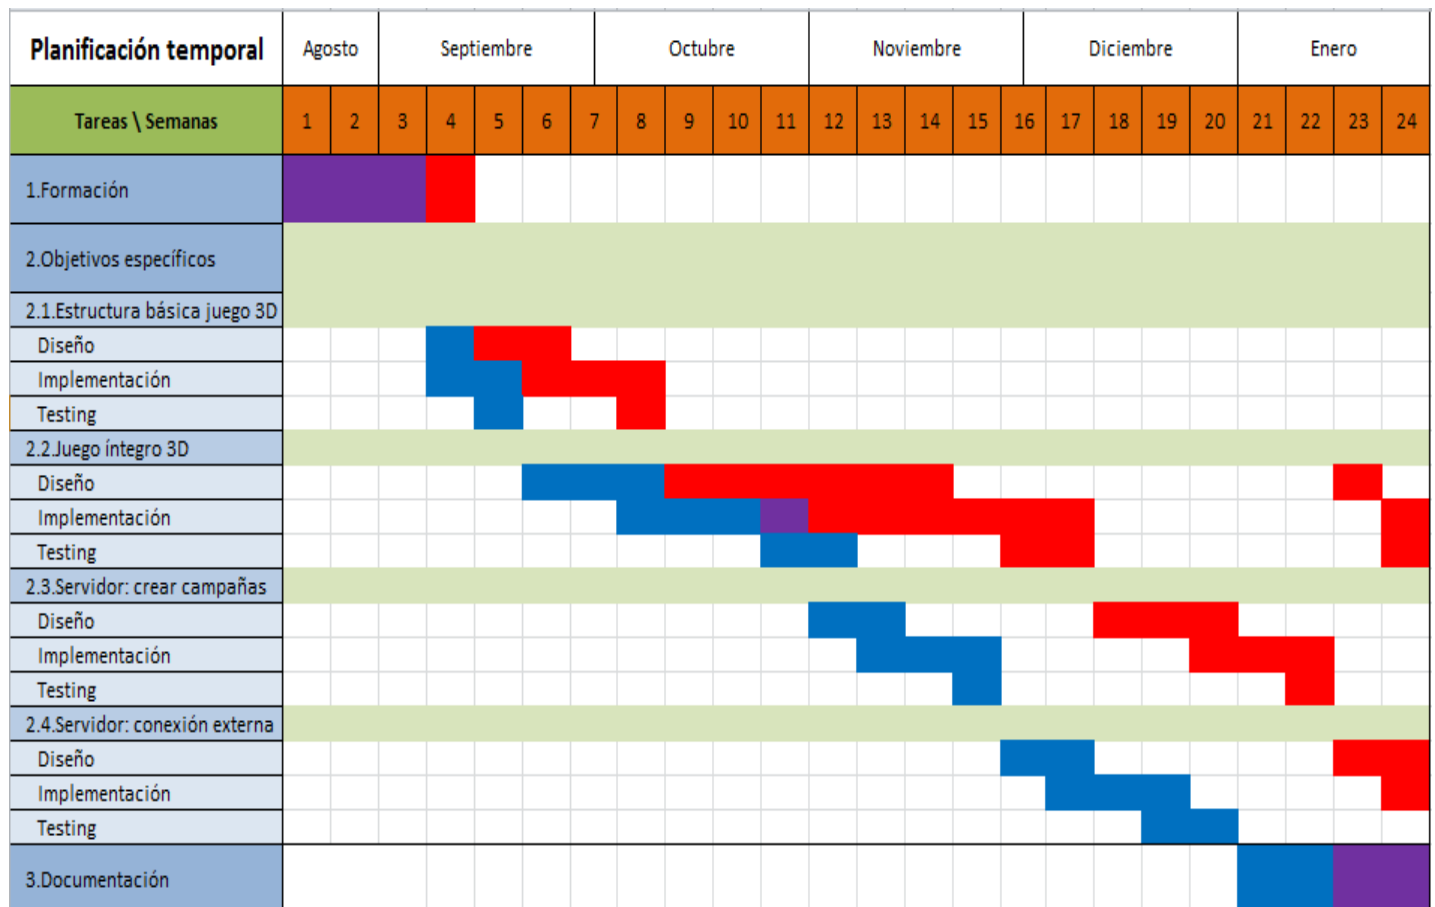 Planificación temporal Agosto Septiembre Octubre Noviembre Diciembre Enero
Tareas \ Semanas 1 2 3 4 5 6 7 8 9 10 11 12 13 14 15 16 17 18 19 20 21 22 23 24
1.Formación
2.Objetivos específicos
2.1.Estructura básica juego 3D
Diseño
Implementación
Testing
2.2.Juego íntegro 3D
Diseño
Implementación
Testing
2.3.Servidor: crear campañas
Diseño
Implementación
Testing
2.4.Servidor: conexión externa
Diseño
Implementación
Testing
3.Documentación